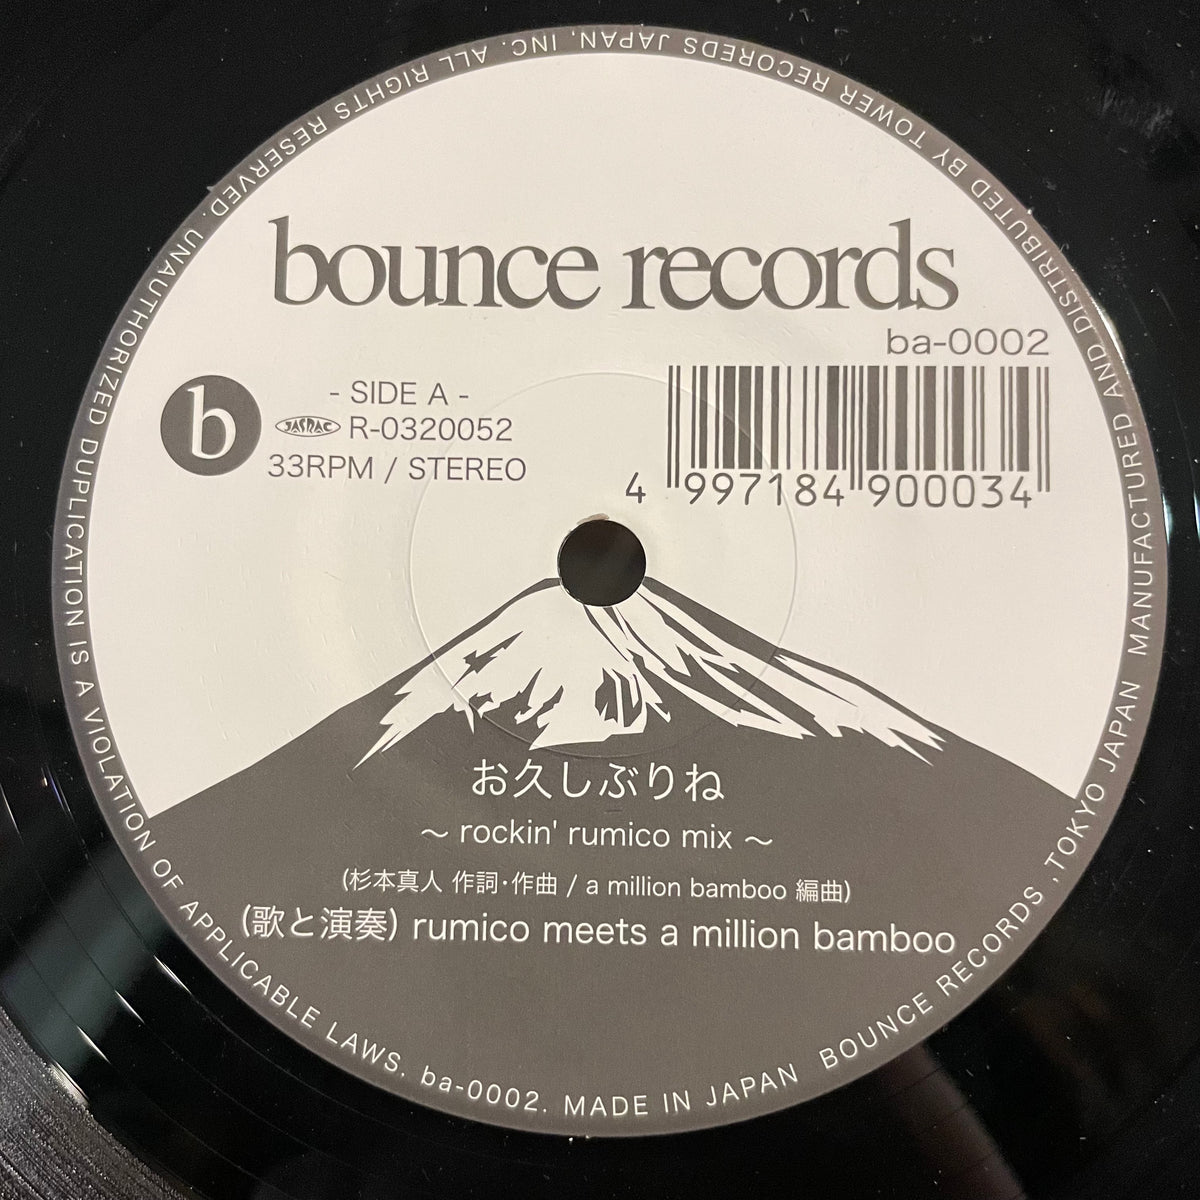 bounce records
ba-0002
b
- SIDE A -
JASRAC R-0320052
33RPM / STEREO
4 997184 900034
お久しぶりね
～ rockin' rumico mix ～
(杉本真人 作詞・作曲 / a million bamboo 編曲)
(歌と演奏) rumico meets a million bamboo
MANUFACTURED AND DISTRIBUTED BY TOWER RECOREDS JAPAN, INC. ALL RIGHTS RESERVED. UNAUTHORIZED DUPLICATION IS A VIOLATION OF APPLICABLE LAWS. ba-0002. MADE IN JAPAN BOUNCE RECORDS ,TOKYO JAPAN